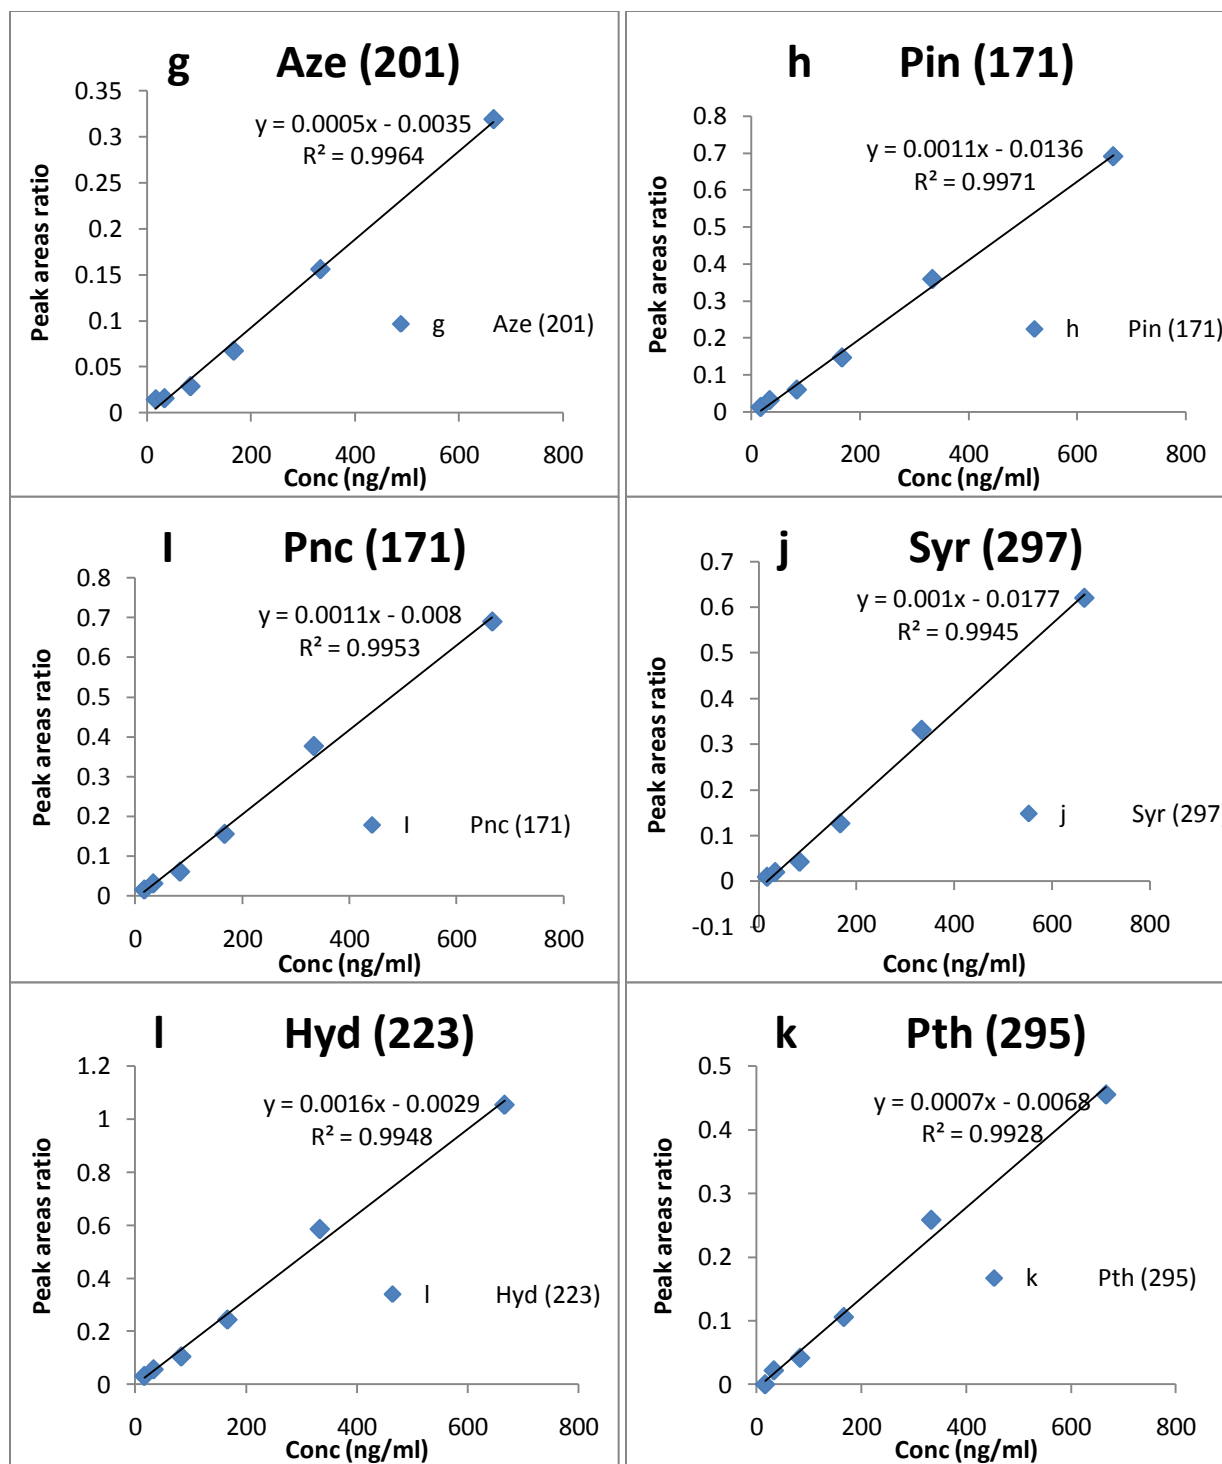 g Aze (201)
0.35
0.3
0.25
0.2
0.15
0.1
0.05
0
Peak areas ratio
y = 0.0005x - 0.0035
R² = 0.9964
g Aze (201)
0 200 400 600 800
Conc (ng/ml)
h Pin (171)
0.8
0.7
0.6
0.5
0.4
0.3
0.2
0.1
0
Peak areas ratio
y = 0.0011x - 0.0136
R² = 0.9971
h Pin (171)
0 200 400 600 800
Conc (ng/ml)
I Pnc (171)
0.8
0.7
0.6
0.5
0.4
0.3
0.2
0.1
0
Peak areas ratio
y = 0.0011x - 0.008
R² = 0.9953
I Pnc (171)
0 200 400 600 800
Conc (ng/ml)
j Syr (297)
0.7
0.6
0.5
0.4
0.3
0.2
0.1
0
-0.1
Peak areas ratio
y = 0.001x - 0.0177
R² = 0.9945
j Syr (297)
0 200 400 600 800
Conc (ng/ml)
l Hyd (223)
1.2
1
0.8
0.6
0.4
0.2
0
Peak areas ratio
y = 0.0016x - 0.0029
R² = 0.9948
l Hyd (223)
0 200 400 600 800
Conc (ng/ml)
k Pth (295)
0.5
0.4
0.3
0.2
0.1
0
Peak areas ratio
y = 0.0007x - 0.0068
R² = 0.9928
k Pth (295)
0 200 400 600 800
Conc (ng/ml)